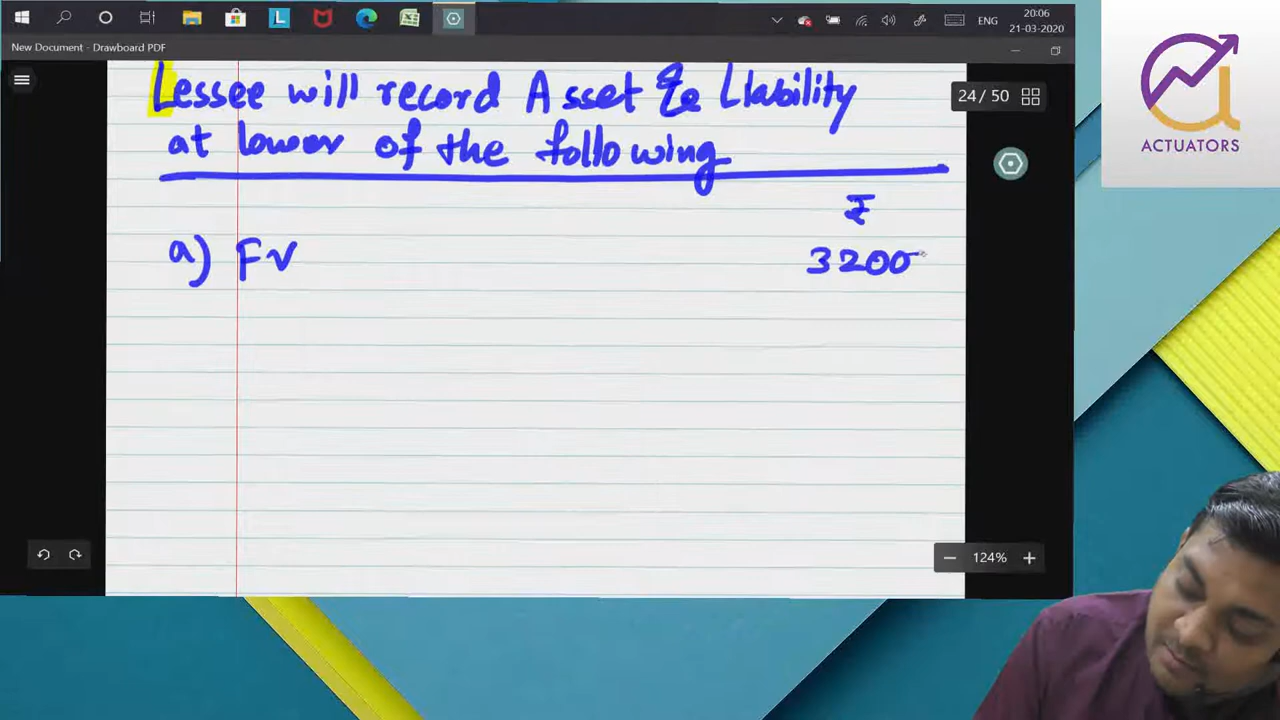 20:06
ENG
21-03-2020
New Document - Drawboard PDF
Lessee will record Asset & Liability
at lower of the following
24 / 50
ACTUATORS
₹
a) FV 3200
124%